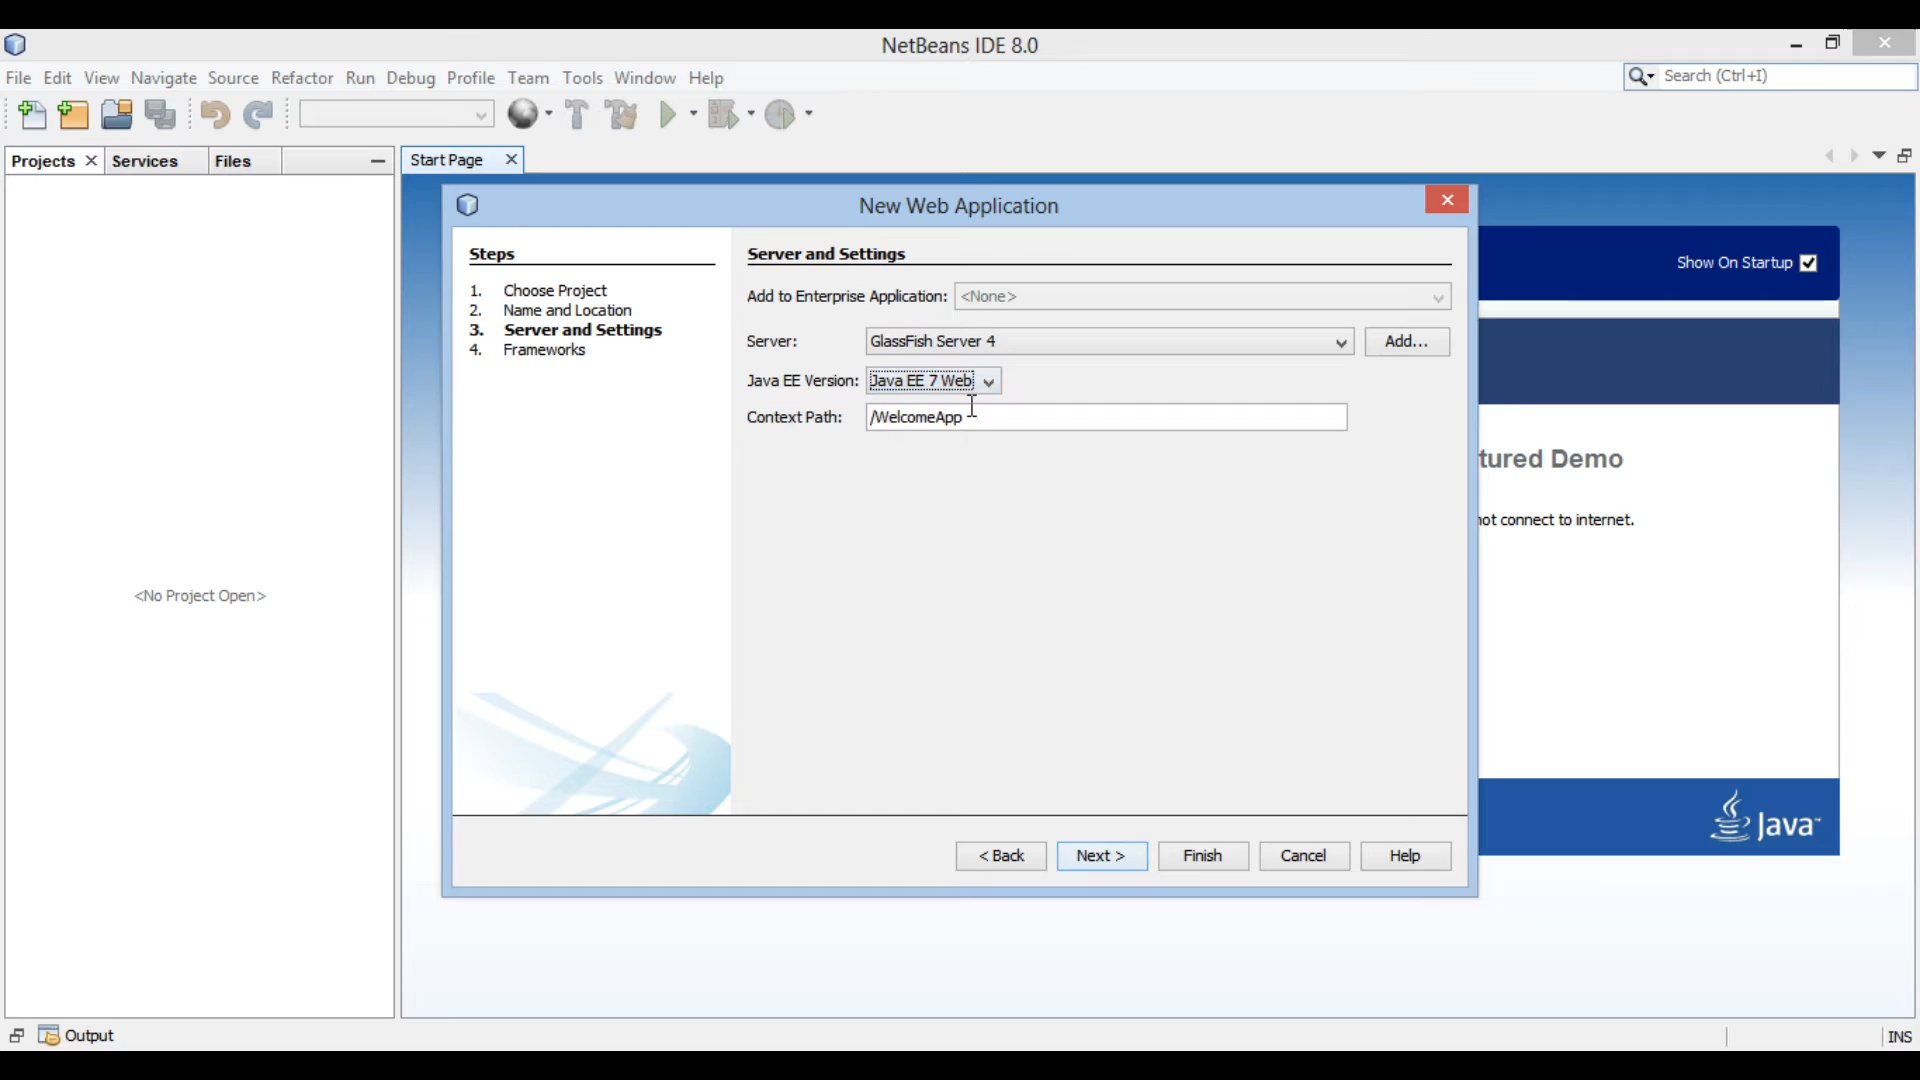 NetBeans IDE 8.0
File Edit View Navigate Source Refactor Run Debug Profile Team Tools Window Help
Search (Ctrl+I)
Projects Services Files
Start Page
New Web Application
Show On Startup
Steps
1. Choose Project
2. Name and Location
3. Server and Settings
4. Frameworks
Server and Settings
Add to Enterprise Application: <None>
Server: GlassFish Server 4 Add...
Java EE Version: Java EE 7 Web
Context Path: /WelcomeApp
tured Demo
not connect to internet.
<No Project Open>
Java™
< Back Next > Finish Cancel Help
Output
INS